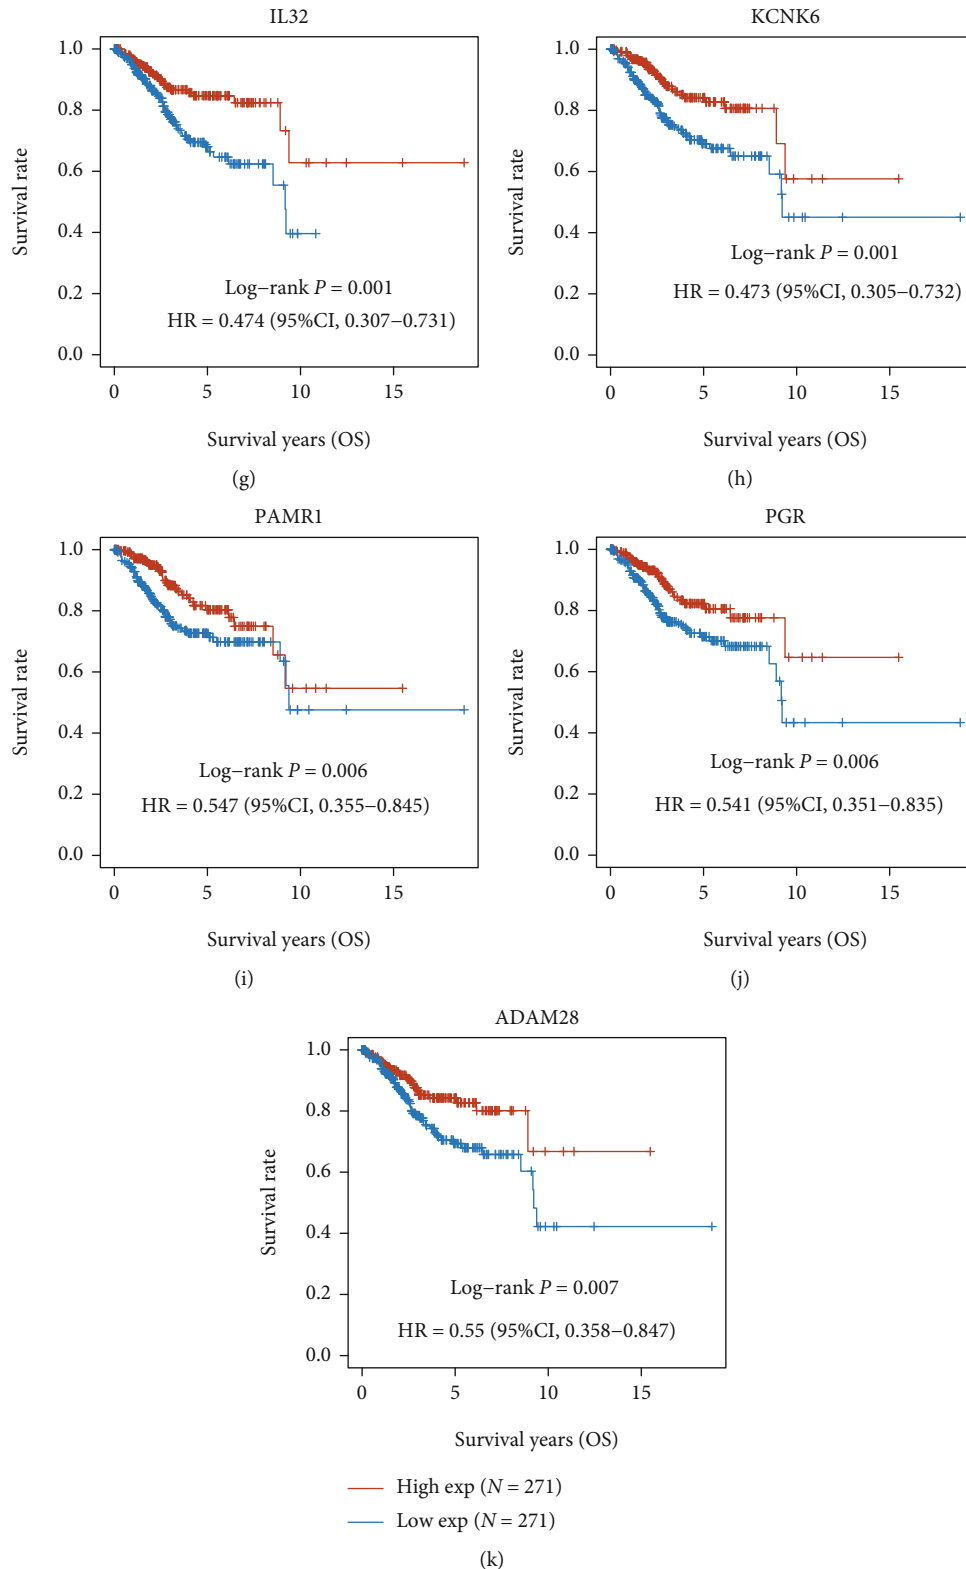 IL32
1.0
0.8
0.6
0.4
0.2
0.0
Survival rate
Log−rank P = 0.001
HR = 0.474 (95%CI, 0.307−0.731)
0 5 10 15
Survival years (OS)
(g)
KCNK6
1.0
0.8
0.6
0.4
0.2
0.0
Survival rate
Log−rank P = 0.001
HR = 0.473 (95%CI, 0.305−0.732)
0 5 10 15
Survival years (OS)
(h)
PAMR1
1.0
0.8
0.6
0.4
0.2
0.0
Survival rate
Log−rank P = 0.006
HR = 0.547 (95%CI, 0.355−0.845)
0 5 10 15
Survival years (OS)
(i)
PGR
1.0
0.8
0.6
0.4
0.2
0.0
Survival rate
Log−rank P = 0.006
HR = 0.541 (95%CI, 0.351−0.835)
0 5 10 15
Survival years (OS)
(j)
ADAM28
1.0
0.8
0.6
0.4
0.2
0.0
Survival rate
Log−rank P = 0.007
HR = 0.55 (95%CI, 0.358−0.847)
0 5 10 15
Survival years (OS)
High exp (N = 271)
Low exp (N = 271)
(k)